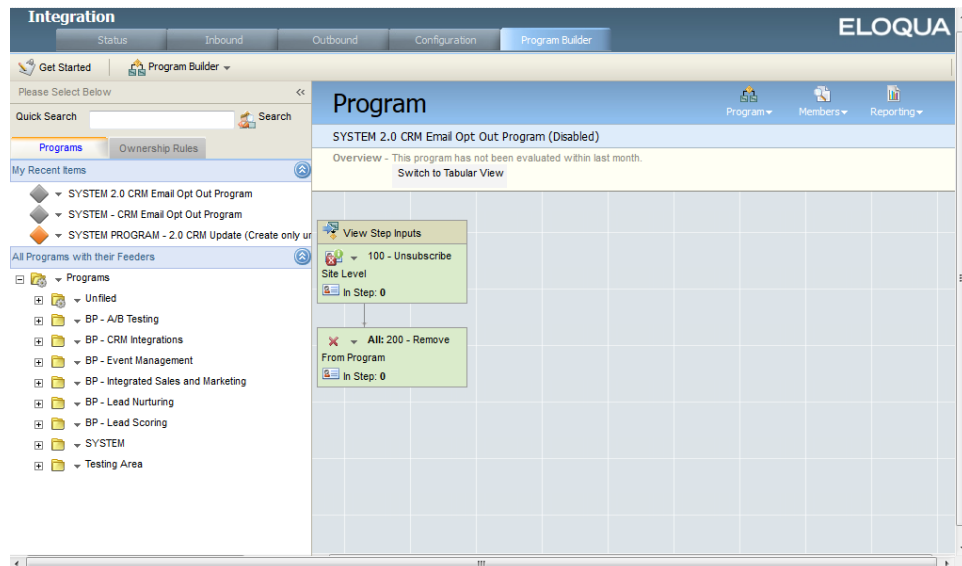 Integration
ELOQUA
Status Inbound Outbound Configuration Program Builder
Get Started Program Builder
Please Select Below <<
Quick Search Search
Programs Ownership Rules
My Recent Items
SYSTEM 2.0 CRM Email Opt Out Program
SYSTEM - CRM Email Opt Out Program
SYSTEM PROGRAM - 2.0 CRM Update (Create only
All Programs with their Feeders
Programs
Unfiled
BP - A/B Testing
BP - CRM Integrations
BP - Event Management
BP - Integrated Sales and Marketing
BP - Lead Nurturing
BP - Lead Scoring
SYSTEM
Testing Area
Program
Program Members Reporting
SYSTEM 2.0 CRM Email Opt Out Program (Disabled)
Overview - This program has not been evaluated within last month.
Switch to Tabular View
View Step Inputs
100 - Unsubscribe
Site Level
In Step: 0
All: 200 - Remove
From Program
In Step: 0